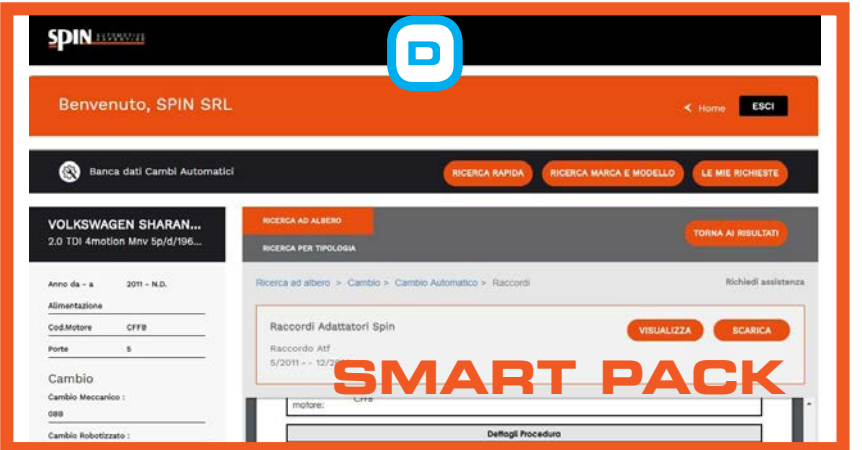 SPIN AUTOMOTIVE EXPERTISE
D
Benvenuto, SPIN SRL
Home
ESCI
Banca dati Cambi Automatici
RICERCA RAPIDA
RICERCA MARCA E MODELLO
LE MIE RICHIESTE
VOLKSWAGEN SHARAN...
2.0 TDI 4motion Mnv 5p/d/196...
RICERCA AD ALBERO
RICERCA PER TIPOLOGIA
TORNA AI RISULTATI
Anno da - a 2011 - N.D.
Alimentazione
Cod.Motore CFFB
Porte 5
Cambio
Cambio Meccanico :
0BB
Cambio Robotizzato :
Ricerca ad albero > Cambio > Cambio Automatico > Raccordi
Richiedi assistenza
Raccordi Adattatori Spin
VISUALIZZA
SCARICA
Raccordo Atf
5/2011 - - 12/
SMART PACK
motore: CFFB
Dettagli Procedura